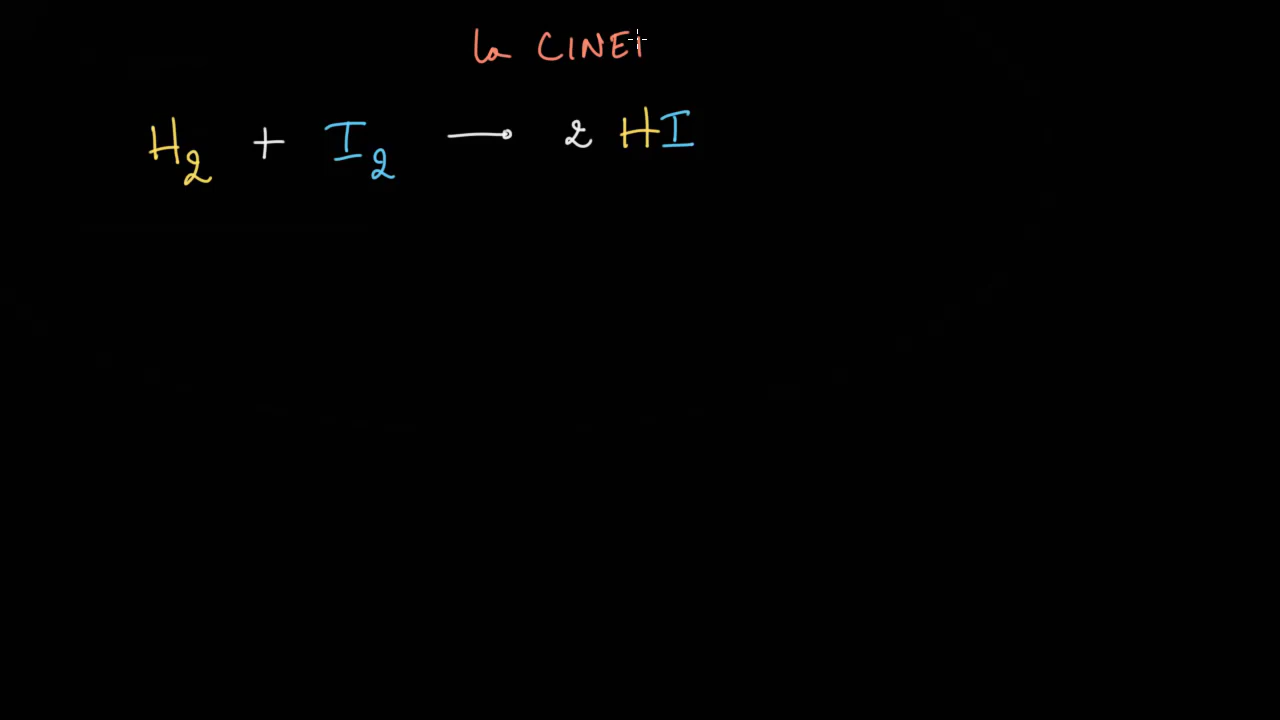 la CINET
H₂ + I₂ → 2 HI